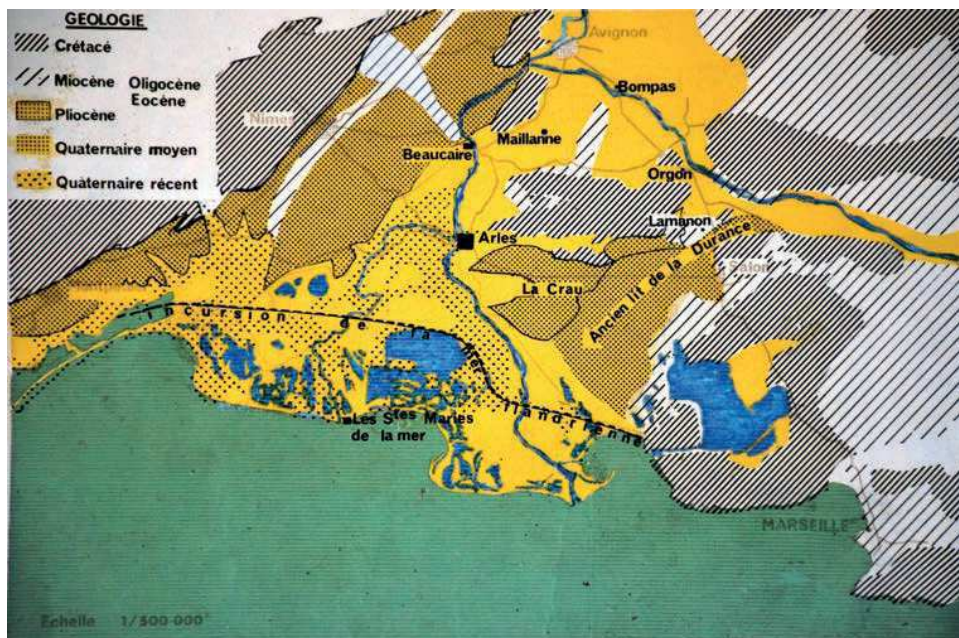 GEOLOGIE
Crétacé
Miocène Oligocène
Eocène
Pliocène
Quaternaire moyen
Quaternaire récent
Avignon
Bompas
Nimes
Maillanne
Beaucaire
Orgon
Lamanon
Arles
Salon
La Crau
Ancien lit de la Durance
incursion de la Mer flandrienne
Les Stes Maries
de la mer
MARSEILLE
Echelle 1/500 000°